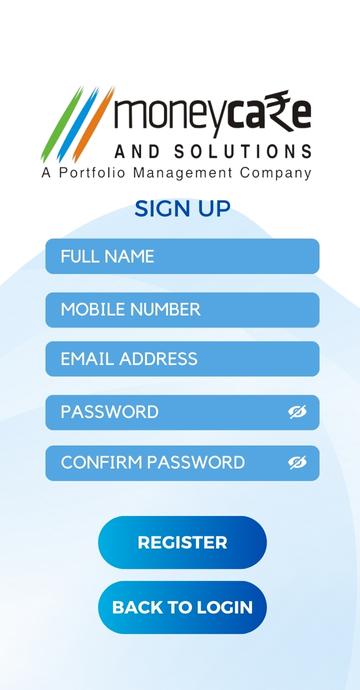 moneyca₹e
AND SOLUTIONS
A Portfolio Management Company
SIGN UP
FULL NAME
MOBILE NUMBER
EMAIL ADDRESS
PASSWORD
CONFIRM PASSWORD
REGISTER
BACK TO LOGIN